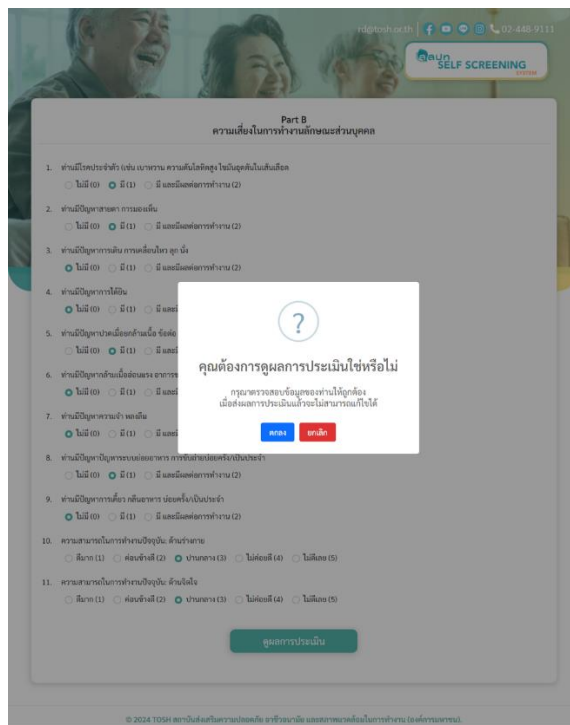 rd@tosh.or.th
02-448-9111
สสปท
SELF SCREENING
SYSTEM
Part B
ความเสี่ยงในการทำงานลักษณะส่วนบุคคล
1. ท่านมีโรคประจำตัว (เช่น เบาหวาน ความดันโลหิตสูง ไขมันอุดตันในเส้นเลือด
ไม่มี (0) มี (1) มี และมีผลต่อการทำงาน (2)
2. ท่านมีปัญหาสายตา การมองเห็น
ไม่มี (0) มี (1) มี และมีผลต่อการทำงาน (2)
3. ท่านมีปัญหาการเดิน การเคลื่อนไหว ลุก นั่ง
ไม่มี (0) มี (1) มี และมีผลต่อการทำงาน (2)
4. ท่านมีปัญหาการได้ยิน
ไม่มี (0) มี (1) มี และมี
5. ท่านมีปัญหาปวดเมื่อยกล้ามเนื้อ ข้อต่อ
ไม่มี (0) มี (1) มี และมี
6. ท่านมีปัญหากล้ามเนื้ออ่อนแรง อาการช
ไม่มี (0) มี (1) มี และมี
7. ท่านมีปัญหาความจำ หลงลืม
ไม่มี (0) มี (1) มี และมี
?
คุณต้องการดูผลการประเมินใช่หรือไม่
กรุณาตรวจสอบข้อมูลของท่านให้ถูกต้อง
เมื่อส่งผลการประเมินแล้วจะไม่สามารถแก้ไขได้
ตกลง ยกเลิก
8. ท่านมีปัญหาปัญหาระบบย่อยอาหาร การขับถ่ายบ่อยครั้ง/เป็นประจำ
ไม่มี (0) มี (1) มี และมีผลต่อการทำงาน (2)
9. ท่านมีปัญหาการเคี้ยว กลืนอาหาร บ่อยครั้ง/เป็นประจำ
ไม่มี (0) มี (1) มี และมีผลต่อการทำงาน (2)
10. ความสามารถในการทำงานปัจจุบัน: ด้านร่างกาย
ดีมาก (1) ค่อนข้างดี (2) ปานกลาง (3) ไม่ค่อยดี (4) ไม่ดีเลย (5)
11. ความสามารถในการทำงานปัจจุบัน: ด้านจิตใจ
ดีมาก (1) ค่อนข้างดี (2) ปานกลาง (3) ไม่ค่อยดี (4) ไม่ดีเลย (5)
ดูผลการประเมิน
© 2024 TOSH สถาบันส่งเสริมความปลอดภัย อาชีวอนามัย และสภาพแวดล้อมในการทำงาน (องค์การมหาชน).